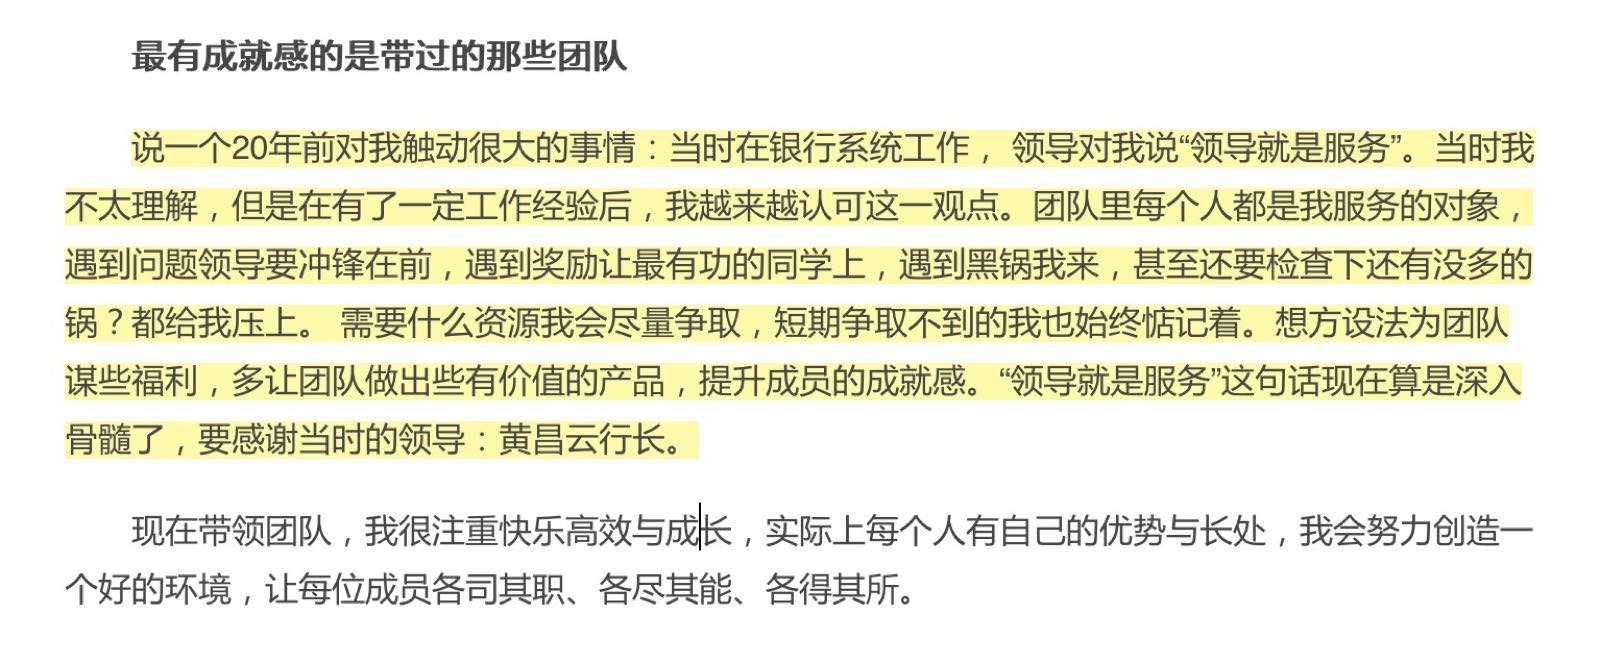 最有成就感的是带过的那些团队
说一个20年前对我触动很大的事情：当时在银行系统工作， 领导对我说“领导就是服务”。当时我
不太理解，但是在有了一定工作经验后，我越来越认可这一观点。团队里每个人都是我服务的对象，
遇到问题领导要冲锋在前，遇到奖励让最有功的同学上，遇到黑锅我来，甚至还要检查下还有没多的
锅？都给我压上。 需要什么资源我会尽量争取，短期争取不到的我也始终惦记着。想方设法为团队
谋些福利，多让团队做出些有价值的产品，提升成员的成就感。“领导就是服务”这句话现在算是深入
骨髓了，要感谢当时的领导：黄昌云行长。
现在带领团队，我很注重快乐高效与成长，实际上每个人有自己的优势与长处，我会努力创造一
个好的环境，让每位成员各司其职、各尽其能、各得其所。